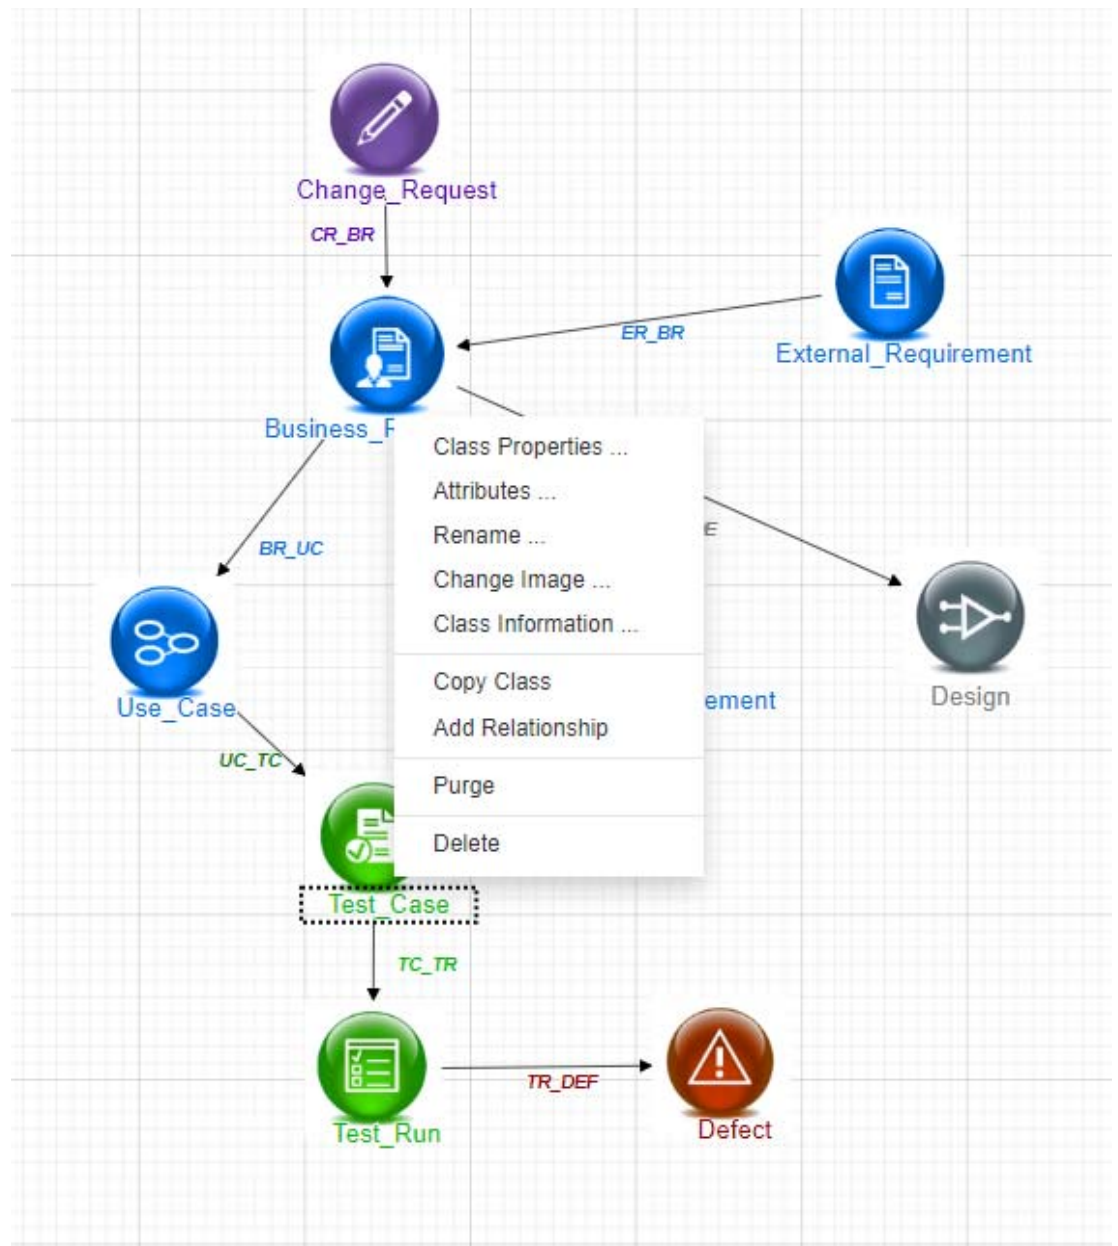 Change_Request
CR_BR
ER_BR
External_Requirement
Business_
Class Properties ...
Attributes ...
Rename ...
Change Image ...
Class Information ...
Copy Class
Add Relationship
Purge
Delete
E
BR_UC
Use_Case
ement
Design
UC_TC
Test_Case
TC_TR
Test_Run
TR_DEF
Defect